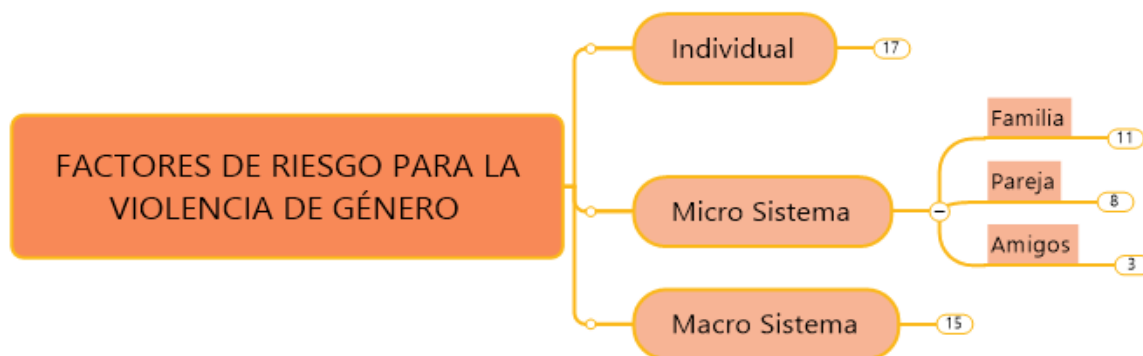 FACTORES DE RIESGO PARA LA
VIOLENCIA DE GÉNERO
Individual
17
Micro Sistema
Familia
11
Pareja
8
Amigos
3
Macro Sistema
15